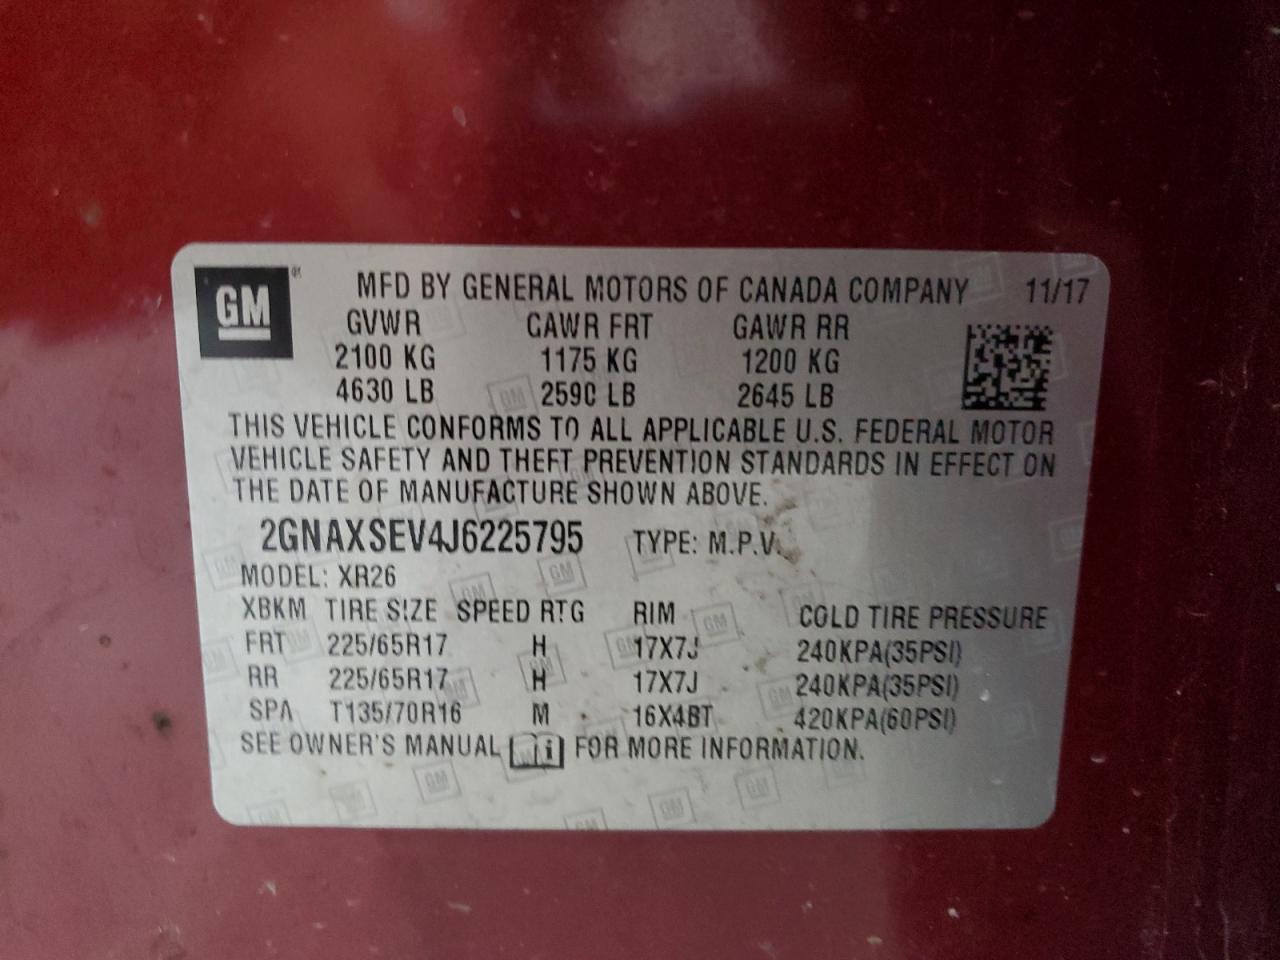 GM ® MFD BY GENERAL MOTORS OF CANADA COMPANY 11/17
GVWR GAWR FRT GAWR RR
2100 KG 1175 KG 1200 KG
4630 LB 2590 LB 2645 LB
THIS VEHICLE CONFORMS TO ALL APPLICABLE U.S. FEDERAL MOTOR
VEHICLE SAFETY AND THEFT PREVENTION STANDARDS IN EFFECT ON
THE DATE OF MANUFACTURE SHOWN ABOVE.
2GNAXSEV4J6225795 TYPE: M.P.V.
MODEL: XR26
XBKM TIRE SIZE SPEED RTG RIM COLD TIRE PRESSURE
FRT 225/65R17 H 17X7J 240KPA(35PSI)
RR 225/65R17 H 17X7J 240KPA(35PSI)
SPA T135/70R16 M 16X4BT 420KPA(60PSI)
SEE OWNER'S MANUAL i FOR MORE INFORMATION.